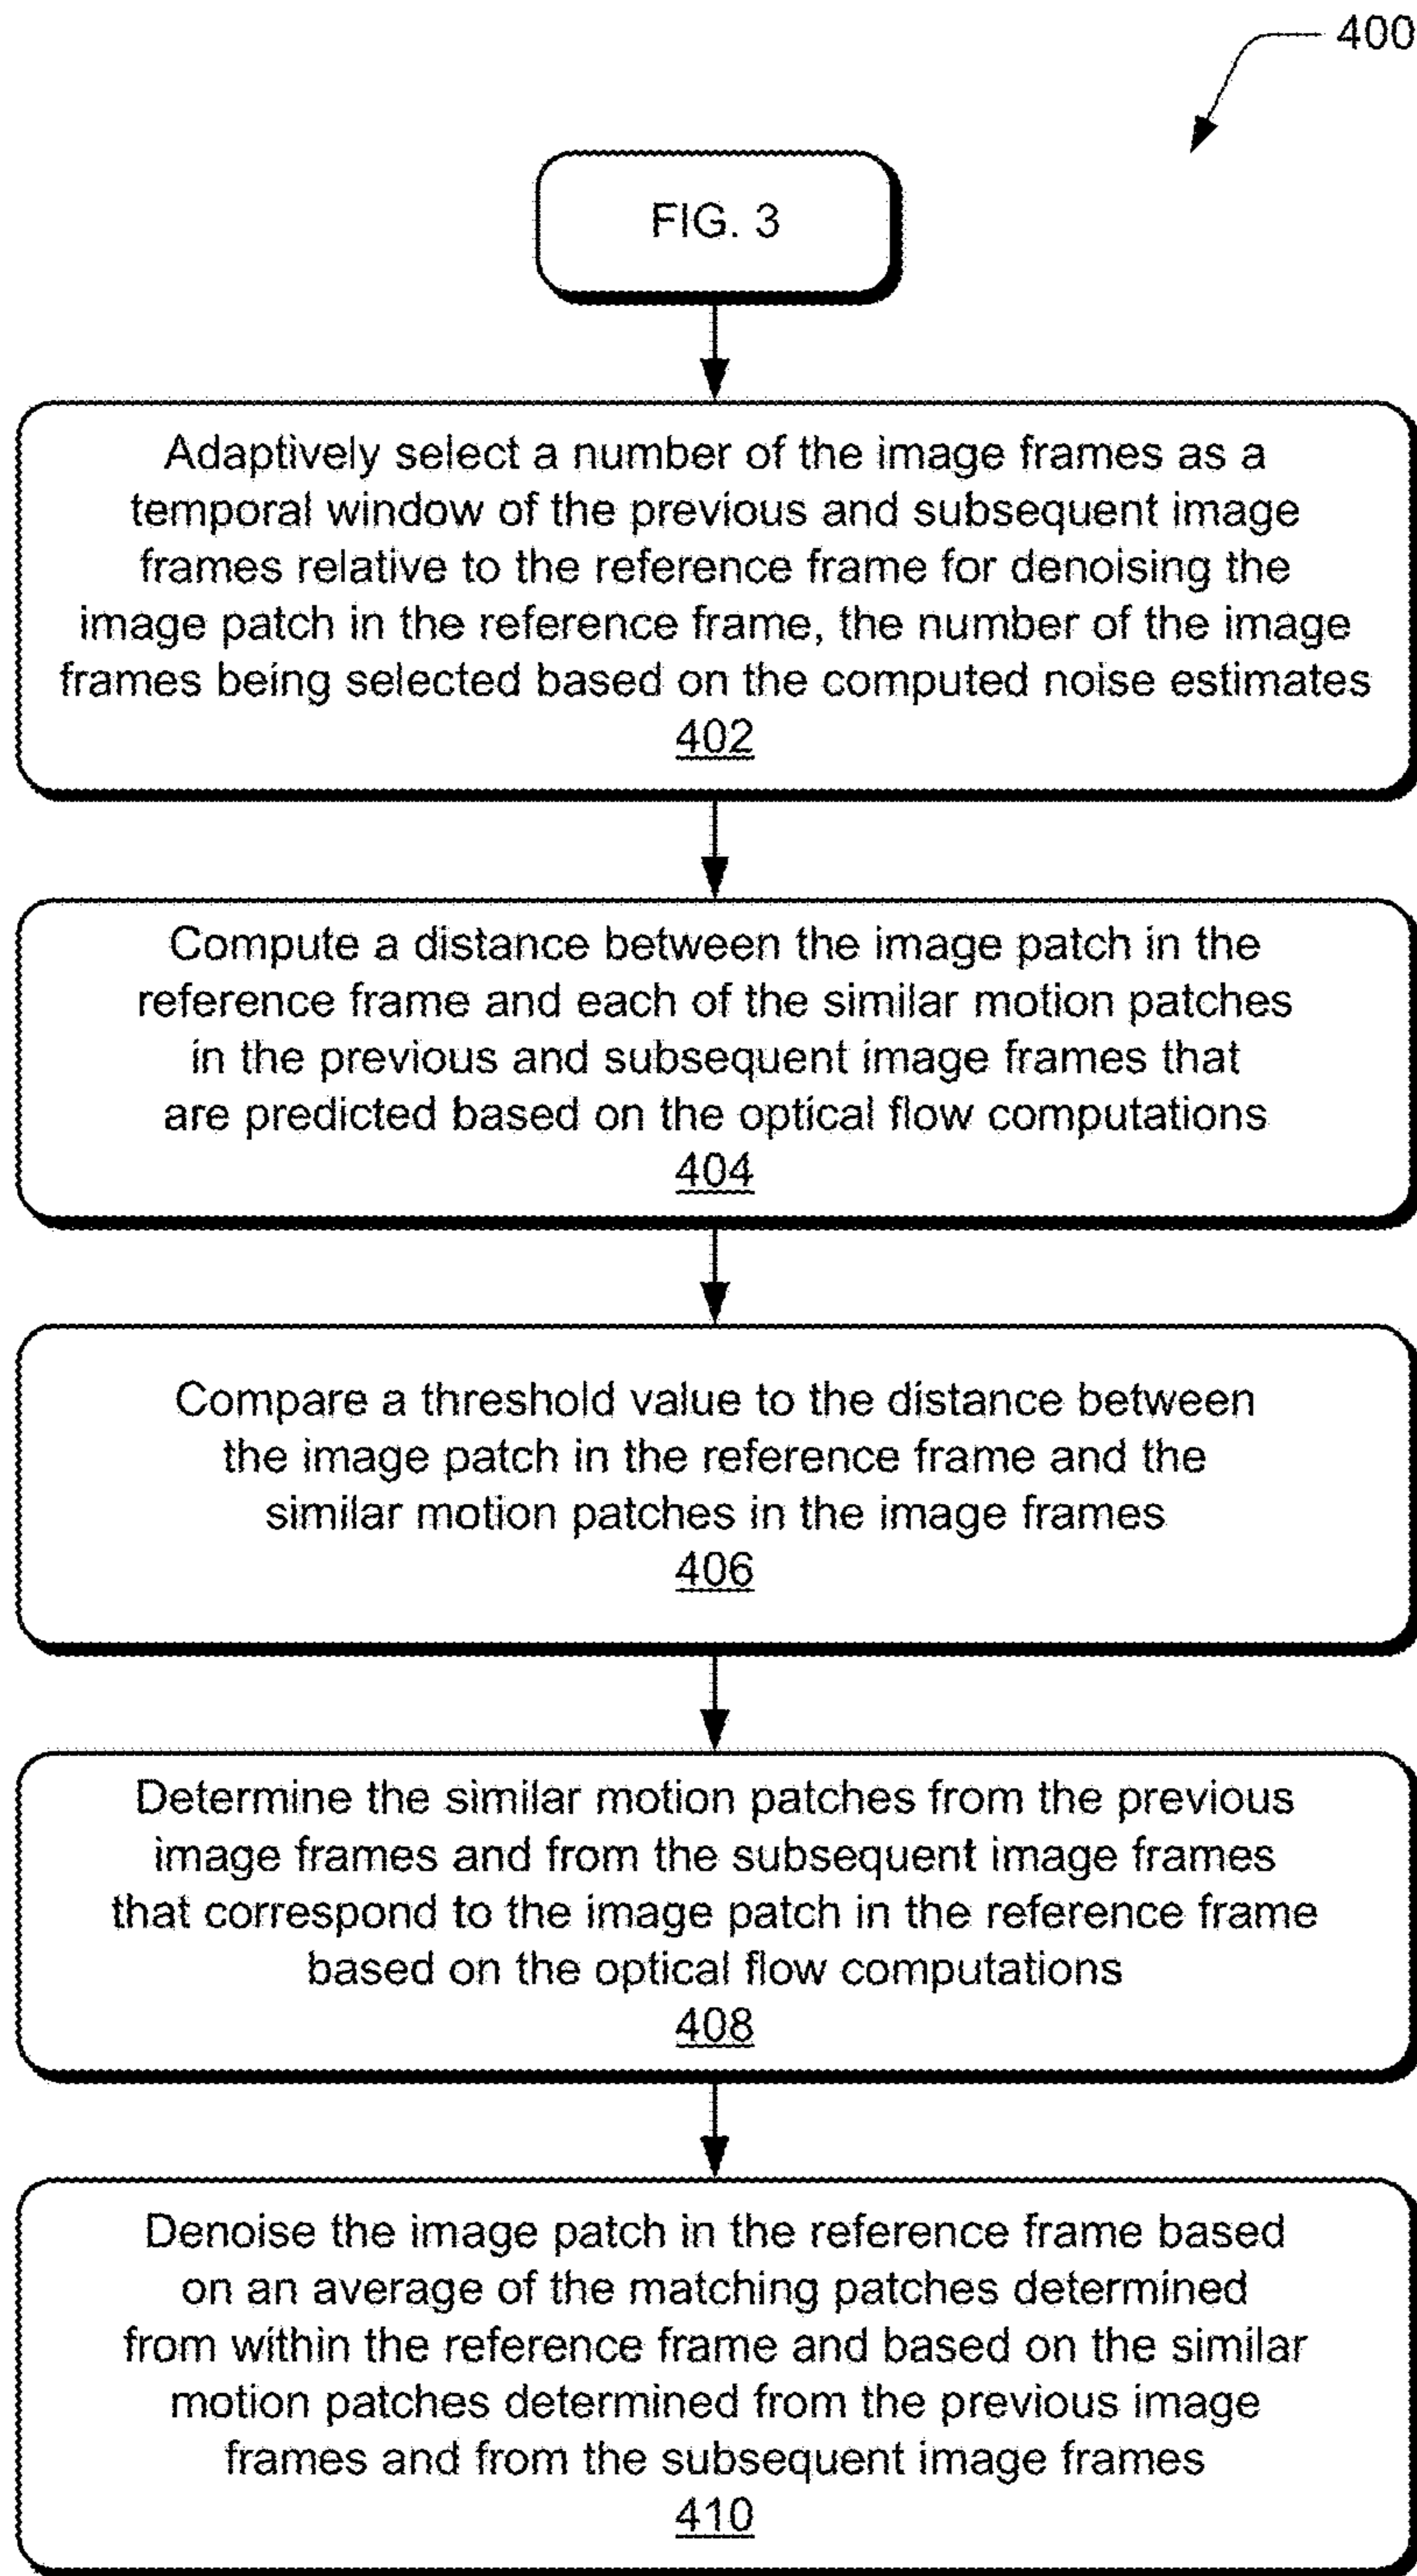 400
FIG. 3
Adaptively select a number of the image frames as a
temporal window of the previous and subsequent image
frames relative to the reference frame for denoising the
image patch in the reference frame, the number of the image
frames being selected based on the computed noise estimates
402
Compute a distance between the image patch in the
reference frame and each of the similar motion patches
in the previous and subsequent image frames that
are predicted based on the optical flow computations
404
Compare a threshold value to the distance between
the image patch in the reference frame and the
similar motion patches in the image frames
406
Determine the similar motion patches from the previous
image frames and from the subsequent image frames
that correspond to the image patch in the reference frame
based on the optical flow computations
408
Denoise the image patch in the reference frame based
on an average of the matching patches determined
from within the reference frame and based on the similar
motion patches determined from the previous image
frames and from the subsequent image frames
410